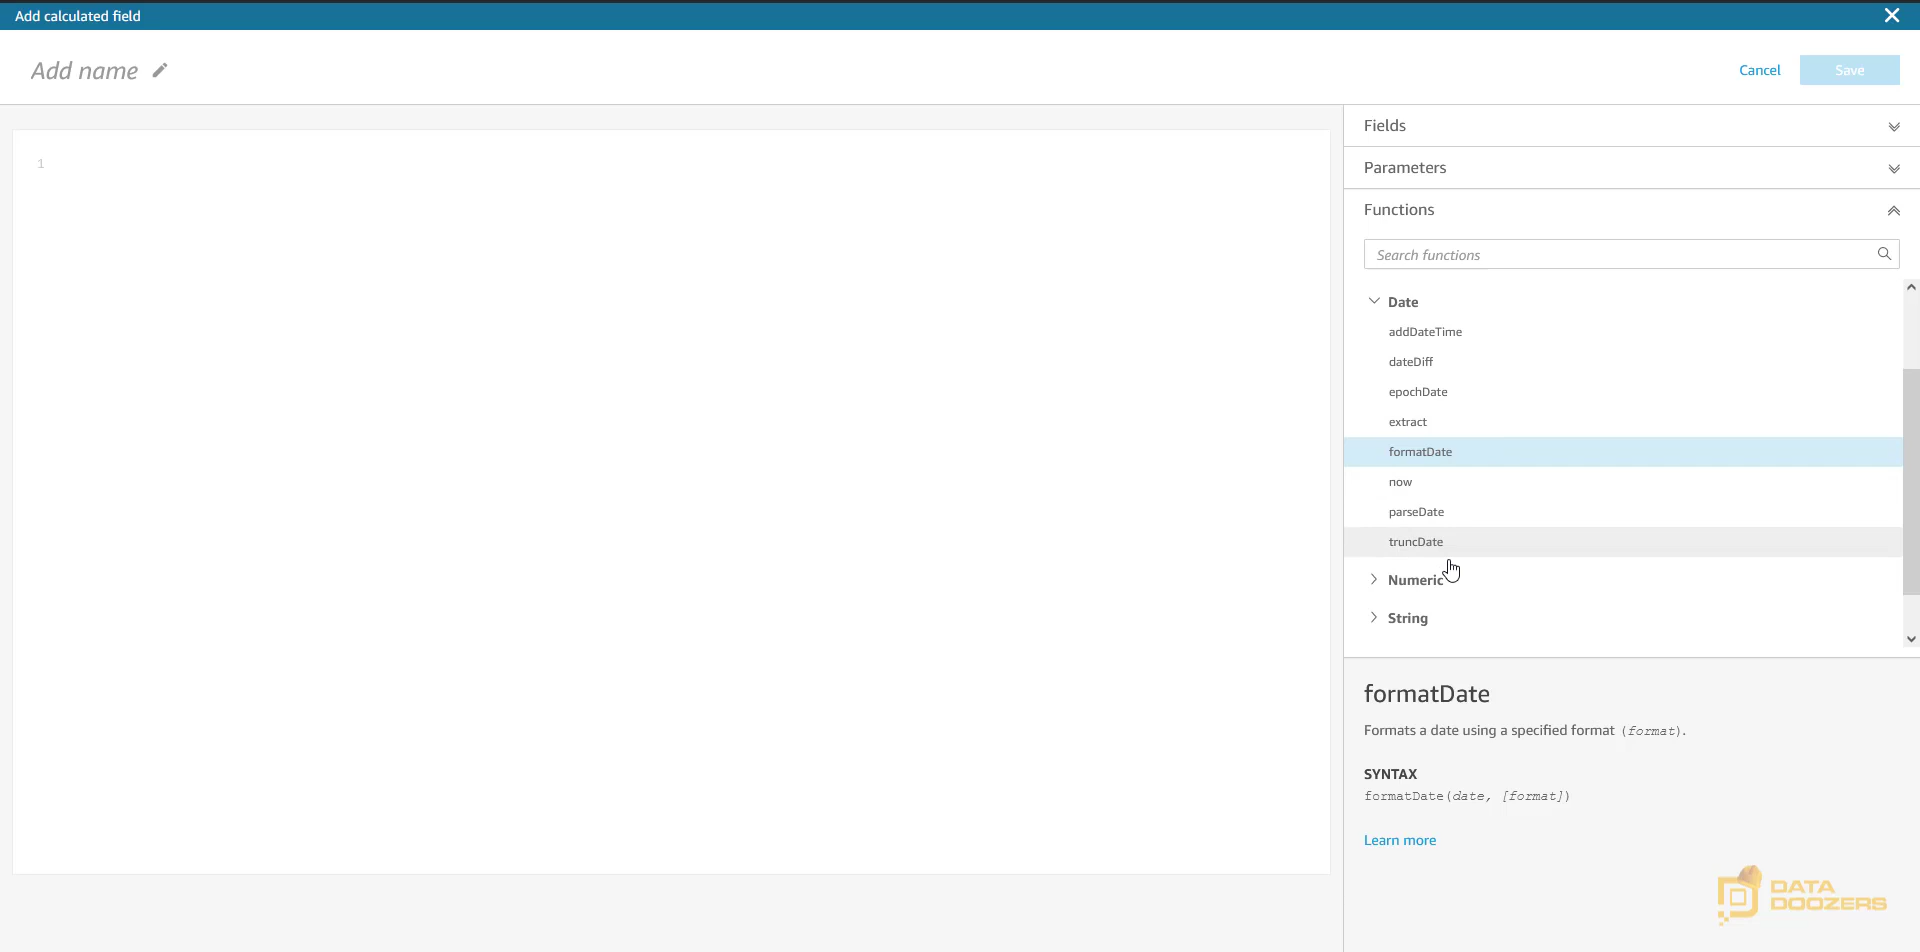 Add calculated field
Add name
Cancel
Save
1
Fields
Parameters
Functions
Search functions
Date
addDateTime
dateDiff
epochDate
extract
formatDate
now
parseDate
truncDate
Numeric
String
formatDate
Formats a date using a specified format (format).
SYNTAX
formatDate(date, [format])
Learn more
DATA
DOOZERS